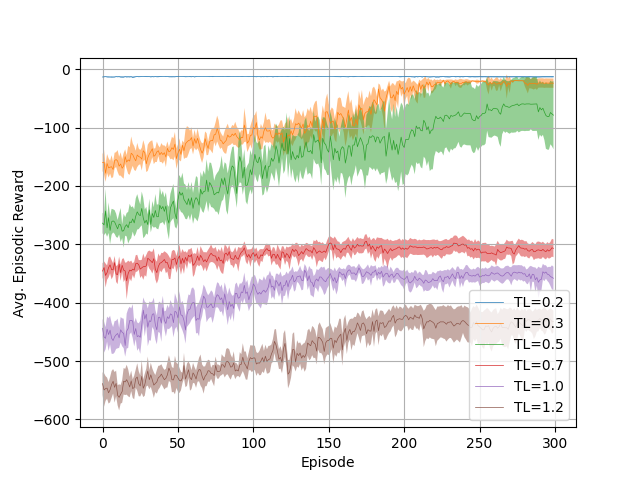 0
−100
−200
−300
−400
−500
−600
Avg. Episodic Reward
0 50 100 150 200 250 300
Episode
TL=0.2
TL=0.3
TL=0.5
TL=0.7
TL=1.0
TL=1.2